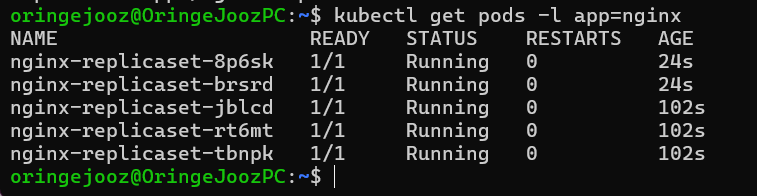 oringejooz@OringeJoozPC:~$ kubectl get pods -l app=nginx
NAME                     READY   STATUS    RESTARTS   AGE
nginx-replicaset-8p6sk   1/1     Running   0          24s
nginx-replicaset-brsrd   1/1     Running   0          24s
nginx-replicaset-jblcd   1/1     Running   0          102s
nginx-replicaset-rt6mt   1/1     Running   0          102s
nginx-replicaset-tbnpk   1/1     Running   0          102s
oringejooz@OringeJoozPC:~$